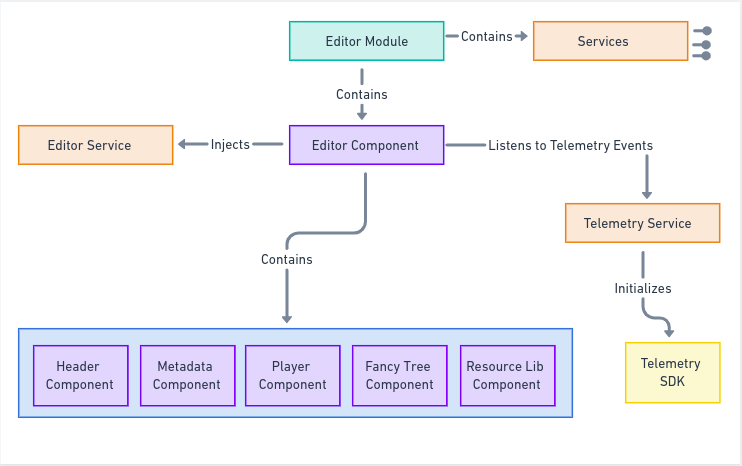 Editor Module
Contains
Services
Contains
Editor Service
Injects
Editor Component
Listens to Telemetry Events
Telemetry Service
Contains
Initializes
Header
Component
Metadata
Component
Player
Component
Fancy Tree
Component
Resource Lib
Component
Telemetry
SDK